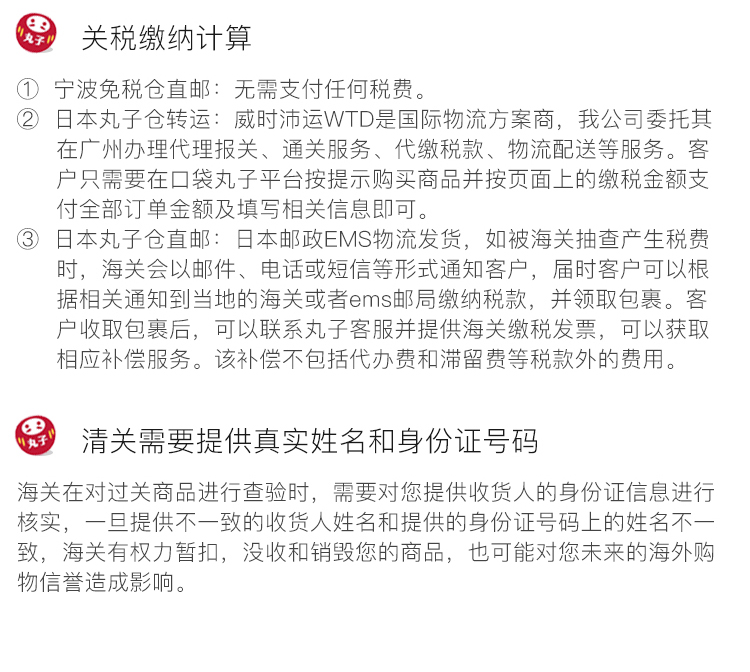 丸子
关税缴纳计算
① 宁波免税仓直邮：无需支付任何税费。
② 日本丸子仓转运：威时沛运WTD是国际物流方案商，我公司委托其
在广州办理代理报关、通关服务、代缴税款、物流配送等服务。客
户只需要在口袋丸子平台按提示购买商品并按页面上的缴税金额支
付全部订单金额及填写相关信息即可。
③ 日本丸子仓直邮：日本邮政EMS物流发货，如被海关抽查产生税费
时，海关会以邮件、电话或短信等形式通知客户，届时客户可以根
据相关通知到当地的海关或者ems邮局缴纳税款，并领取包裹。客
户收取包裹后，可以联系丸子客服并提供海关缴税发票，可以获取
相应补偿服务。该补偿不包括代办费和滞留费等税款外的费用。
丸子
清关需要提供真实姓名和身份证号码
海关在对过关商品进行查验时，需要对您提供收货人的身份证信息进行
核实，一旦提供不一致的收货人姓名和提供的身份证号码上的姓名不一
致，海关有权力暂扣，没收和销毁您的商品，也可能对您未来的海外购
物信誉造成影响。